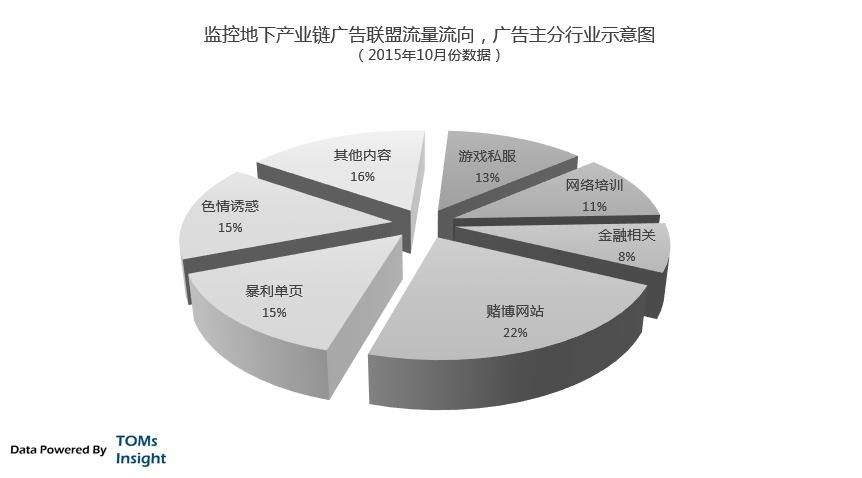 监控地下产业链广告联盟流量流向，广告主分行业示意图
（2015年10月份数据）
其他内容
16%
游戏私服
13%
网络培训
11%
色情诱惑
15%
金融相关
8%
暴利单页
15%
赌博网站
22%
Data Powered By
TOMs
Insight